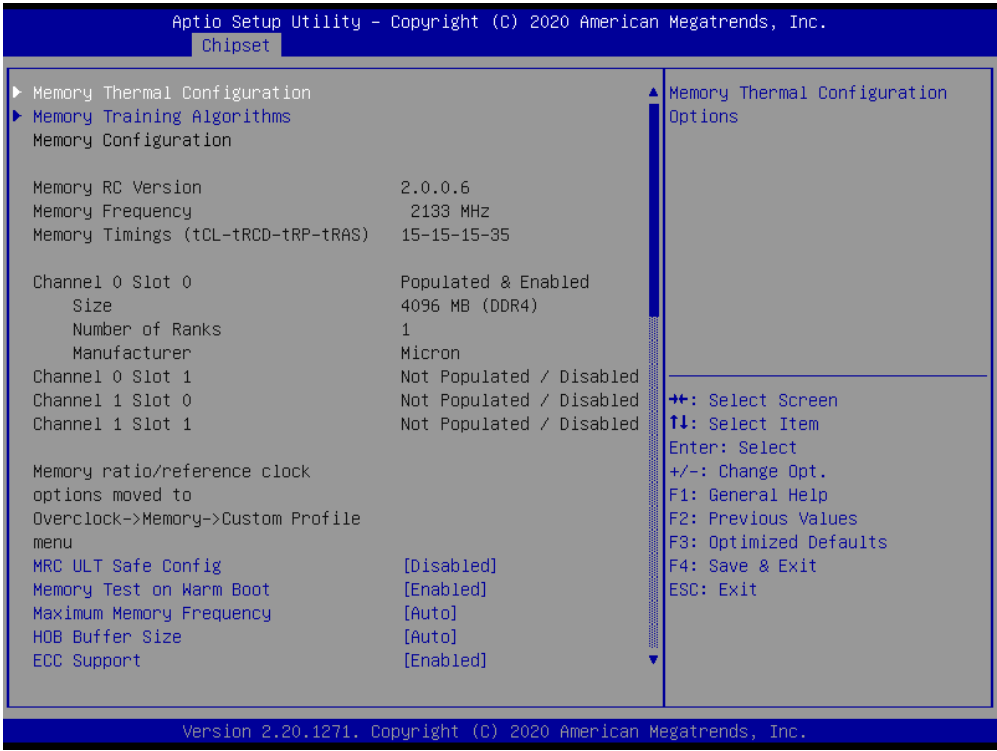 Aptio Setup Utility – Copyright (C) 2020 American Megatrends, Inc.
Chipset
Memory Thermal Configuration
Memory Training Algorithms
Memory Configuration
Memory RC Version 2.0.0.6
Memory Frequency 2133 MHz
Memory Timings (tCL-tRCD-tRP-tRAS) 15-15-15-35
Channel 0 Slot 0 Populated & Enabled
Size 4096 MB (DDR4)
Number of Ranks 1
Manufacturer Micron
Channel 0 Slot 1 Not Populated / Disabled
Channel 1 Slot 0 Not Populated / Disabled
Channel 1 Slot 1 Not Populated / Disabled
Memory ratio/reference clock
options moved to
Overclock->Memory->Custom Profile
menu
MRC ULT Safe Config [Disabled]
Memory Test on Warm Boot [Enabled]
Maximum Memory Frequency [Auto]
HOB Buffer Size [Auto]
ECC Support [Enabled]
Memory Thermal Configuration
Options
→←: Select Screen
↑↓: Select Item
Enter: Select
+/-: Change Opt.
F1: General Help
F2: Previous Values
F3: Optimized Defaults
F4: Save & Exit
ESC: Exit
Version 2.20.1271. Copyright (C) 2020 American Megatrends, Inc.